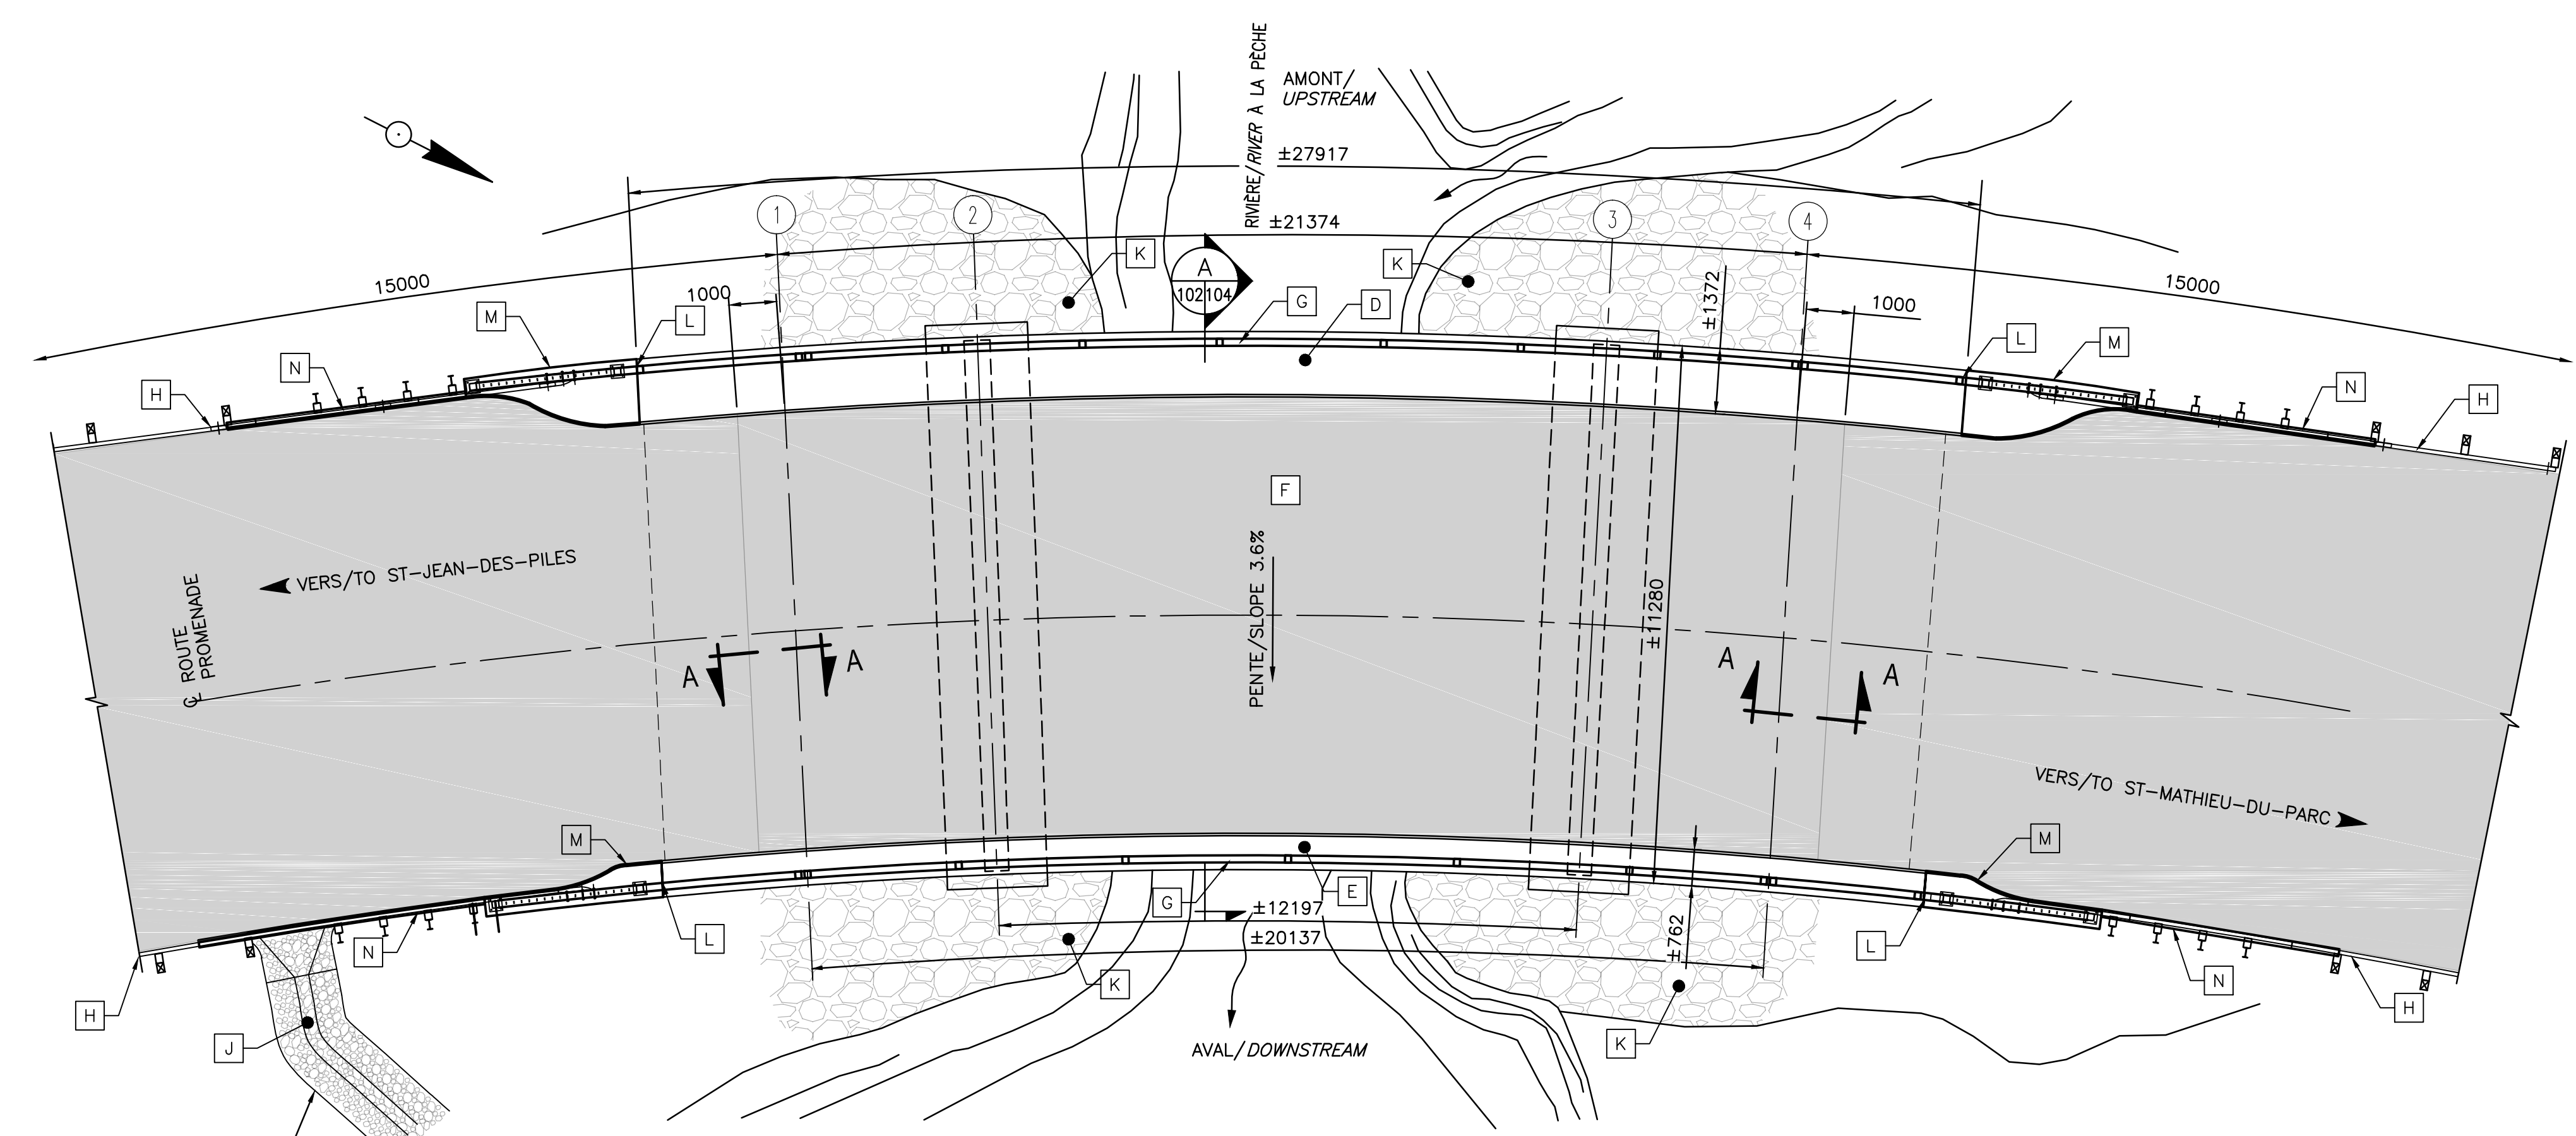 RIVIÈRE/RIVER À LA PÈCHE
AMONT/
UPSTREAM
±27917
1
2
3
4
±21374
K
A
102 104
K
15000
1000
15000
1000
±1372
M
L
G
D
L
M
N
H
N
H
F
VERS/TO ST-JEAN-DES-PILES
℄ ROUTE
PROMENADE
PENTE/SLOPE 3.6%
±11280
A
A
A
A
VERS/TO ST-MATHIEU-DU-PARC
M
M
E
G
±12197
±20137
±762
N
L
L
N
K
K
H
H
J
K
AVAL/DOWNSTREAM